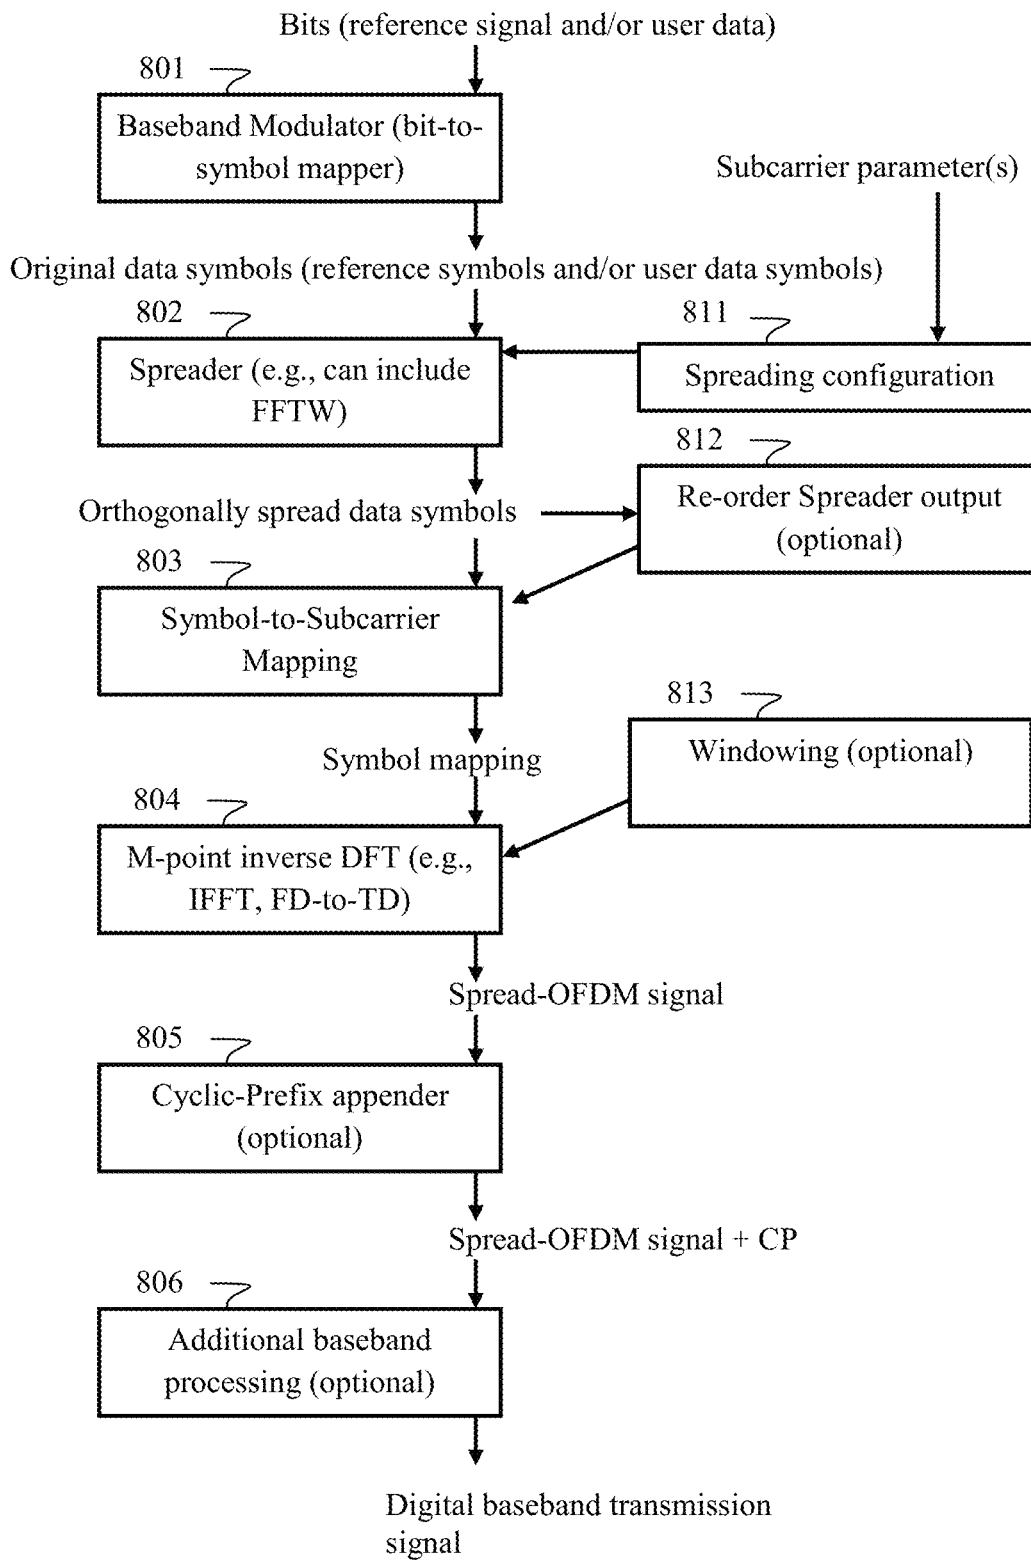 Bits (reference signal and/or user data)
801
Baseband Modulator (bit-to-
symbol mapper)
Subcarrier parameter(s)
Original data symbols (reference symbols and/or user data symbols)
802
811
Spreader (e.g., can include
FFTW)
Spreading configuration
812
Re-order Spreader output
(optional)
Orthogonally spread data symbols
803
Symbol-to-Subcarrier
Mapping
813
Windowing (optional)
Symbol mapping
804
M-point inverse DFT (e.g.,
IFFT, FD-to-TD)
Spread-OFDM signal
805
Cyclic-Prefix appender
(optional)
Spread-OFDM signal + CP
806
Additional baseband
processing (optional)
Digital baseband transmission
signal